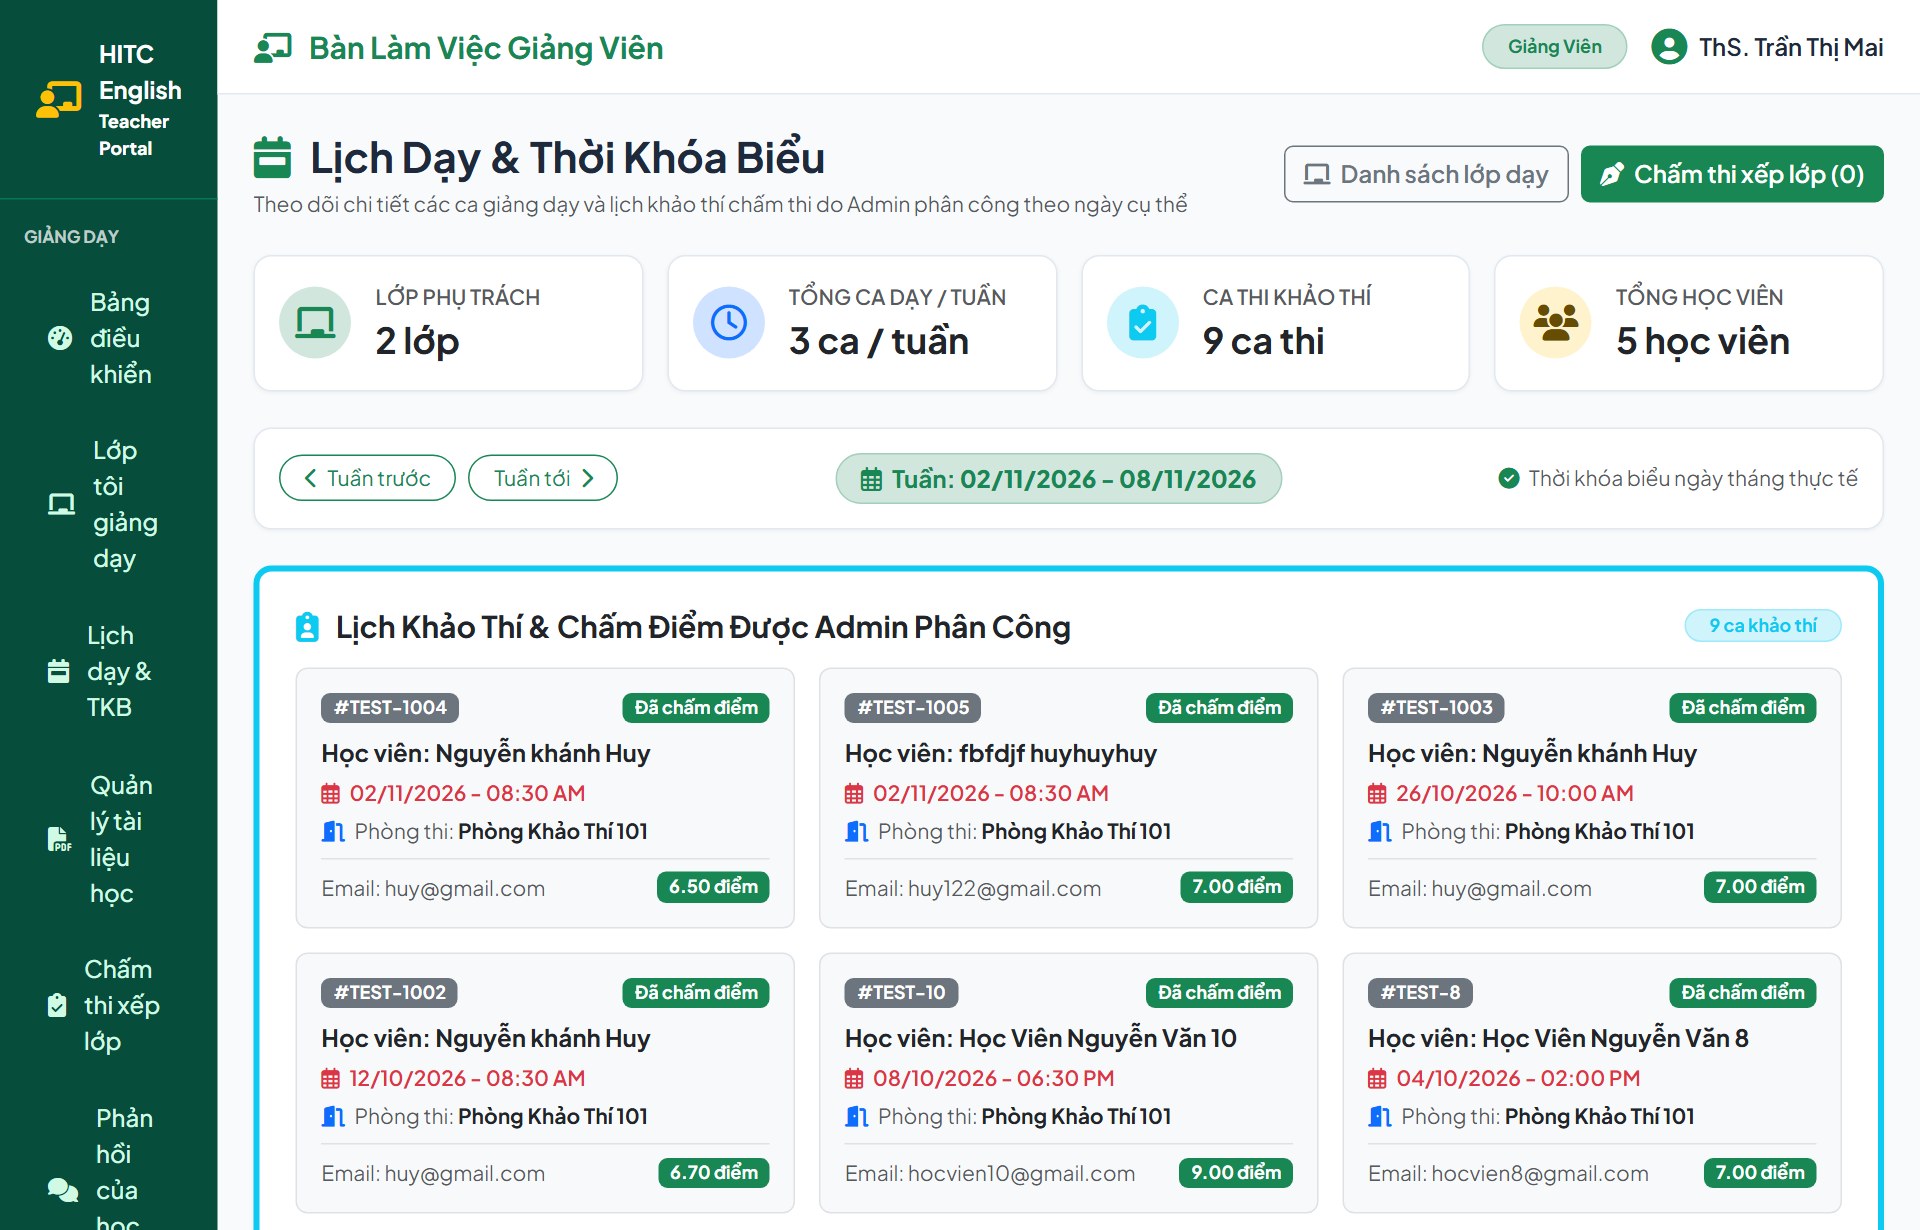 HITC
English
Teacher
Portal
GIẢNG DẠY
Bảng
điều
khiển
Lớp
tôi
giảng
dạy
Lịch
dạy &
TKB
Quản
lý tài
liệu
học
Chấm
thi xếp
lớp
Phản
hồi
của
học
Bàn Làm Việc Giảng Viên
Giảng Viên
ThS. Trần Thị Mai
Lịch Dạy & Thời Khóa Biểu
Theo dõi chi tiết các ca giảng dạy và lịch khảo thí chấm thi do Admin phân công theo ngày cụ thể
Danh sách lớp dạy
Chấm thi xếp lớp (0)
LỚP PHỤ TRÁCH
2 lớp
TỔNG CA DẠY / TUẦN
3 ca / tuần
CA THI KHẢO THÍ
9 ca thi
TỔNG HỌC VIÊN
5 học viên
Tuần trước
Tuần tới
Tuần: 02/11/2026 - 08/11/2026
Thời khóa biểu ngày tháng thực tế
Lịch Khảo Thí & Chấm Điểm Được Admin Phân Công
9 ca khảo thí
#TEST-1004
Đã chấm điểm
Học viên: Nguyễn khánh Huy
02/11/2026 - 08:30 AM
Phòng thi: Phòng Khảo Thí 101
Email: huy@gmail.com
6.50 điểm
#TEST-1005
Đã chấm điểm
Học viên: fbfdjf huyhuyhuy
02/11/2026 - 08:30 AM
Phòng thi: Phòng Khảo Thí 101
Email: huy122@gmail.com
7.00 điểm
#TEST-1003
Đã chấm điểm
Học viên: Nguyễn khánh Huy
26/10/2026 - 10:00 AM
Phòng thi: Phòng Khảo Thí 101
Email: huy@gmail.com
7.00 điểm
#TEST-1002
Đã chấm điểm
Học viên: Nguyễn khánh Huy
12/10/2026 - 08:30 AM
Phòng thi: Phòng Khảo Thí 101
Email: huy@gmail.com
6.70 điểm
#TEST-10
Đã chấm điểm
Học viên: Học Viên Nguyễn Văn 10
08/10/2026 - 06:30 PM
Phòng thi: Phòng Khảo Thí 101
Email: hocvien10@gmail.com
9.00 điểm
#TEST-8
Đã chấm điểm
Học viên: Học Viên Nguyễn Văn 8
04/10/2026 - 02:00 PM
Phòng thi: Phòng Khảo Thí 101
Email: hocvien8@gmail.com
7.00 điểm